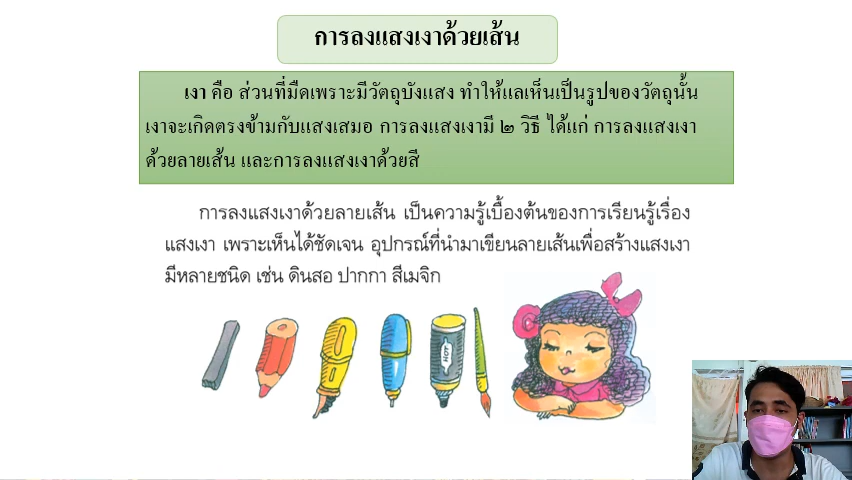 การลงแสงเงาด้วยเส้น
เงา คือ ส่วนที่มืดเพราะมีวัตถุบังแสง ทำให้แลเห็นเป็นรูปของวัตถุนั้น
เงาจะเกิดตรงข้ามกับแสงเสมอ การลงแสงเงามี ๒ วิธี ได้แก่ การลงแสงเงา
ด้วยลายเส้น และการลงแสงเงาด้วยสี
การลงแสงเงาด้วยลายเส้น เป็นความรู้เบื้องต้นของการเรียนรู้เรื่อง
แสงเงา เพราะเห็นได้ชัดเจน อุปกรณ์ที่นำมาเขียนลายเส้นเพื่อสร้างแสงเงา
มีหลายชนิด เช่น ดินสอ ปากกา สีเมจิก
HOT